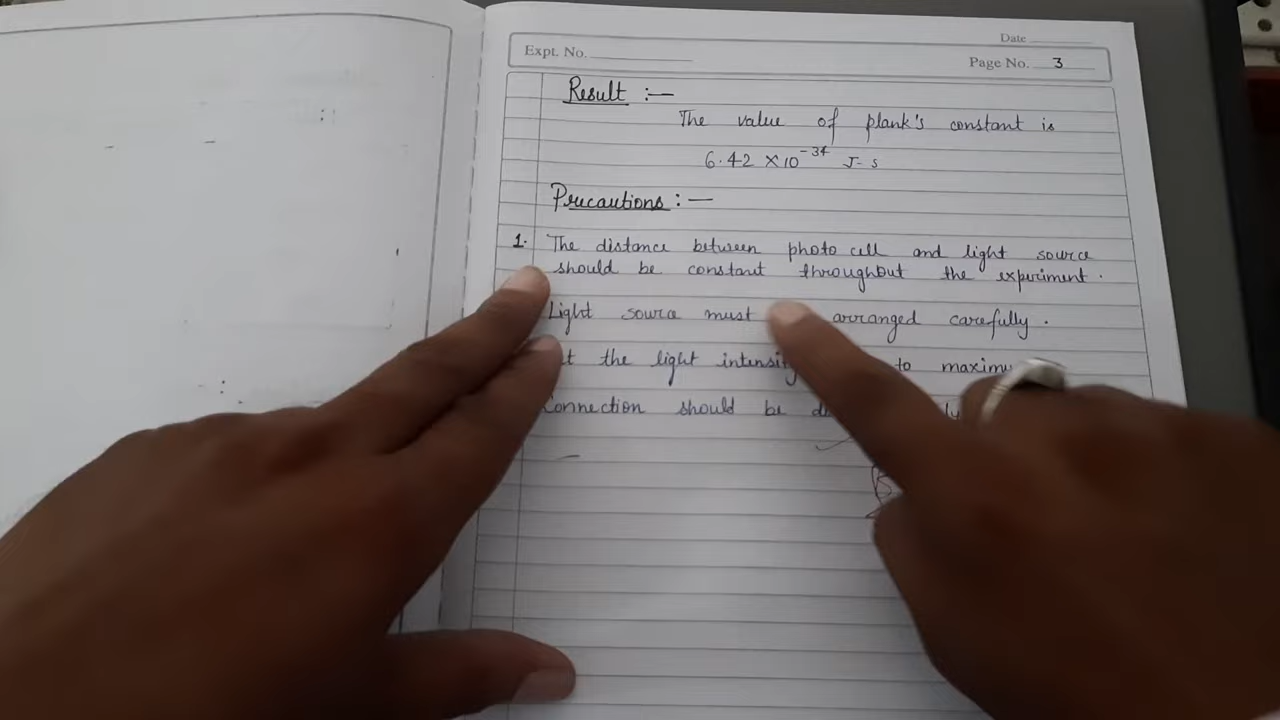 Date
Expt. No.
Page No. 3
Result :—
The value of plank's constant is
6.42 ×10⁻³⁴ J-s
Precautions :—
1. The distance between photo cell and light source
should be constant throughout the experiment.
Light source must arranged carefully.
the light to
Connection should be